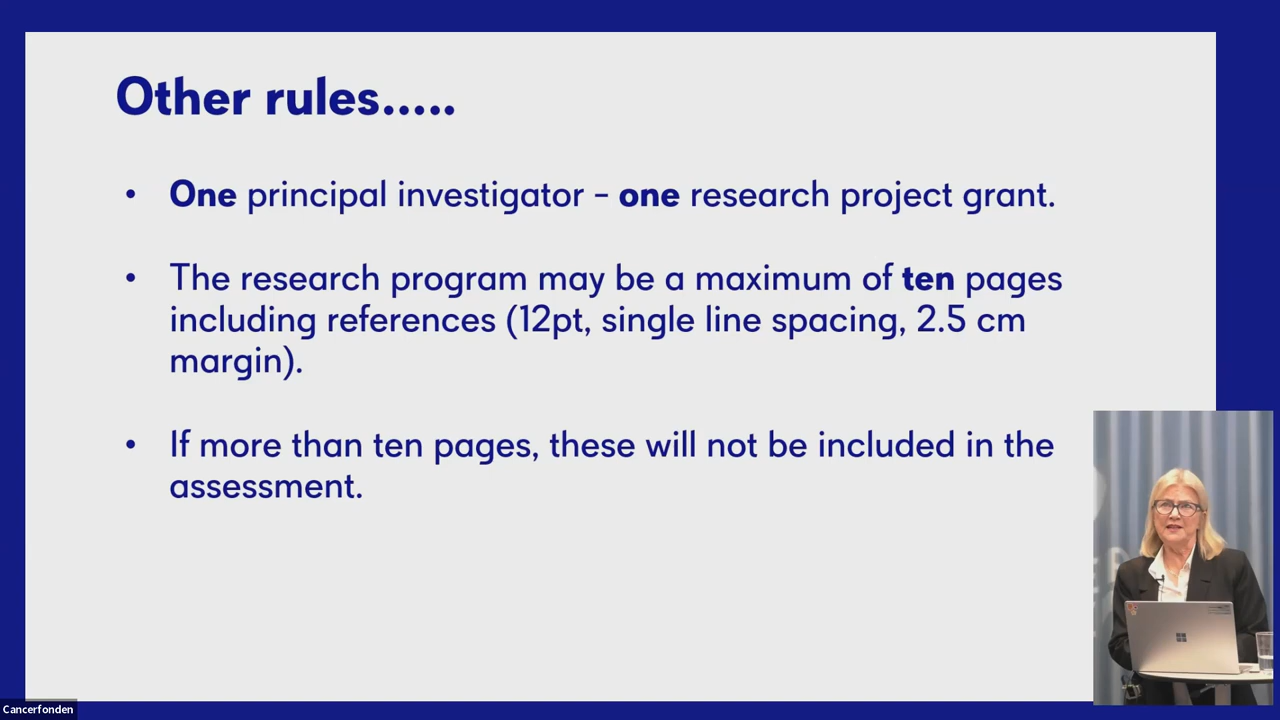 Other rules.....
• One principal investigator - one research project grant.
• The research program may be a maximum of ten pages
including references (12pt, single line spacing, 2.5 cm
margin).
• If more than ten pages, these will not be included in the
assessment.
Cancerfonden